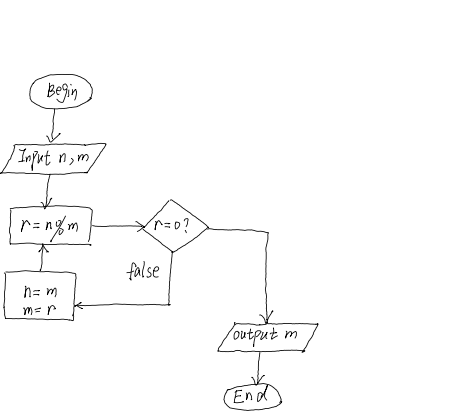 Begin
Input n, m
r=n%m
r=0?
false
n=m
m=r
output m
End